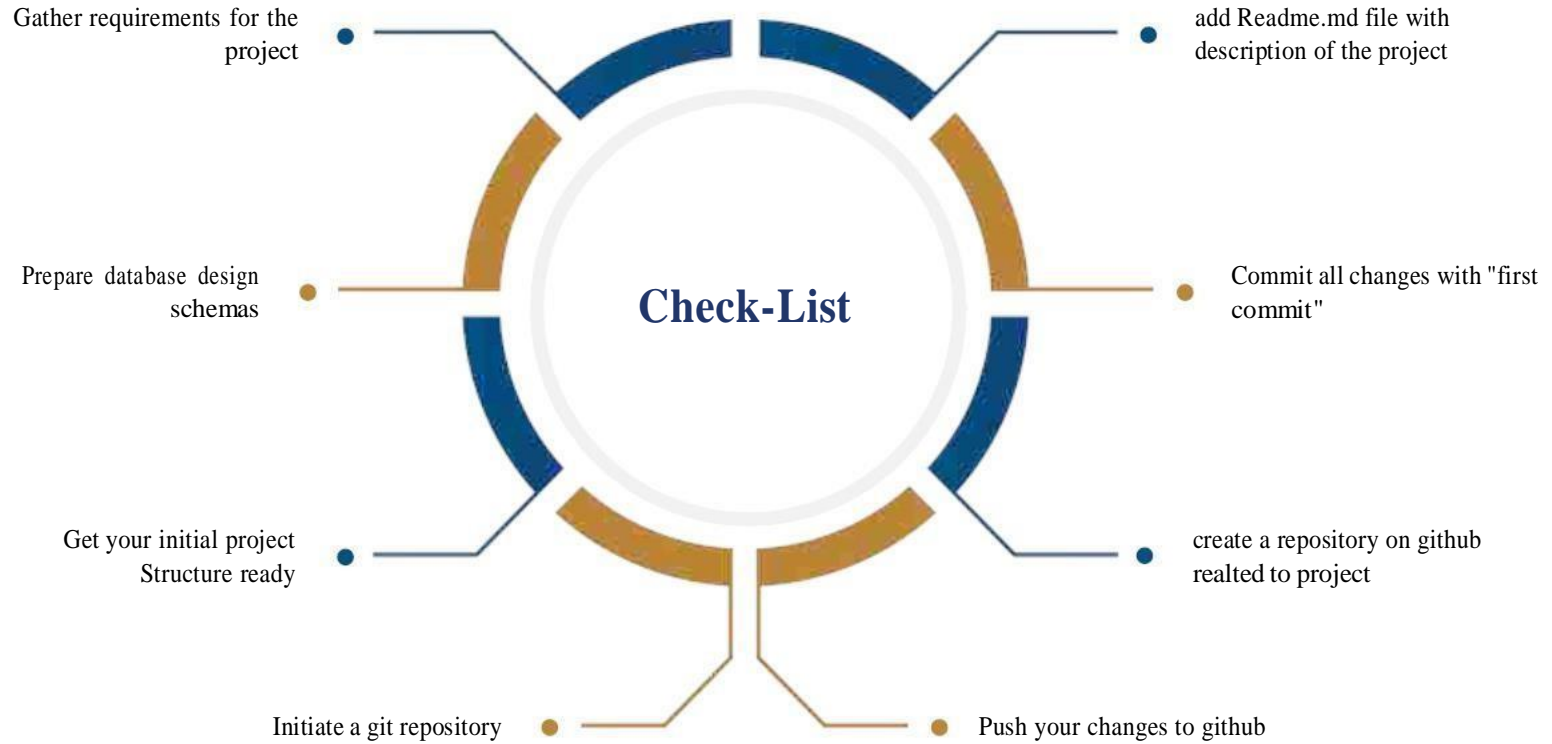 Gather requirements for the
project
Prepare database design
schemas
Get your initial project
Structure ready
Initiate a git repository
Check-List
add Readme.md file with
description of the project
Commit all changes with "first
commit"
create a repository on github
realted to project
Push your changes to github